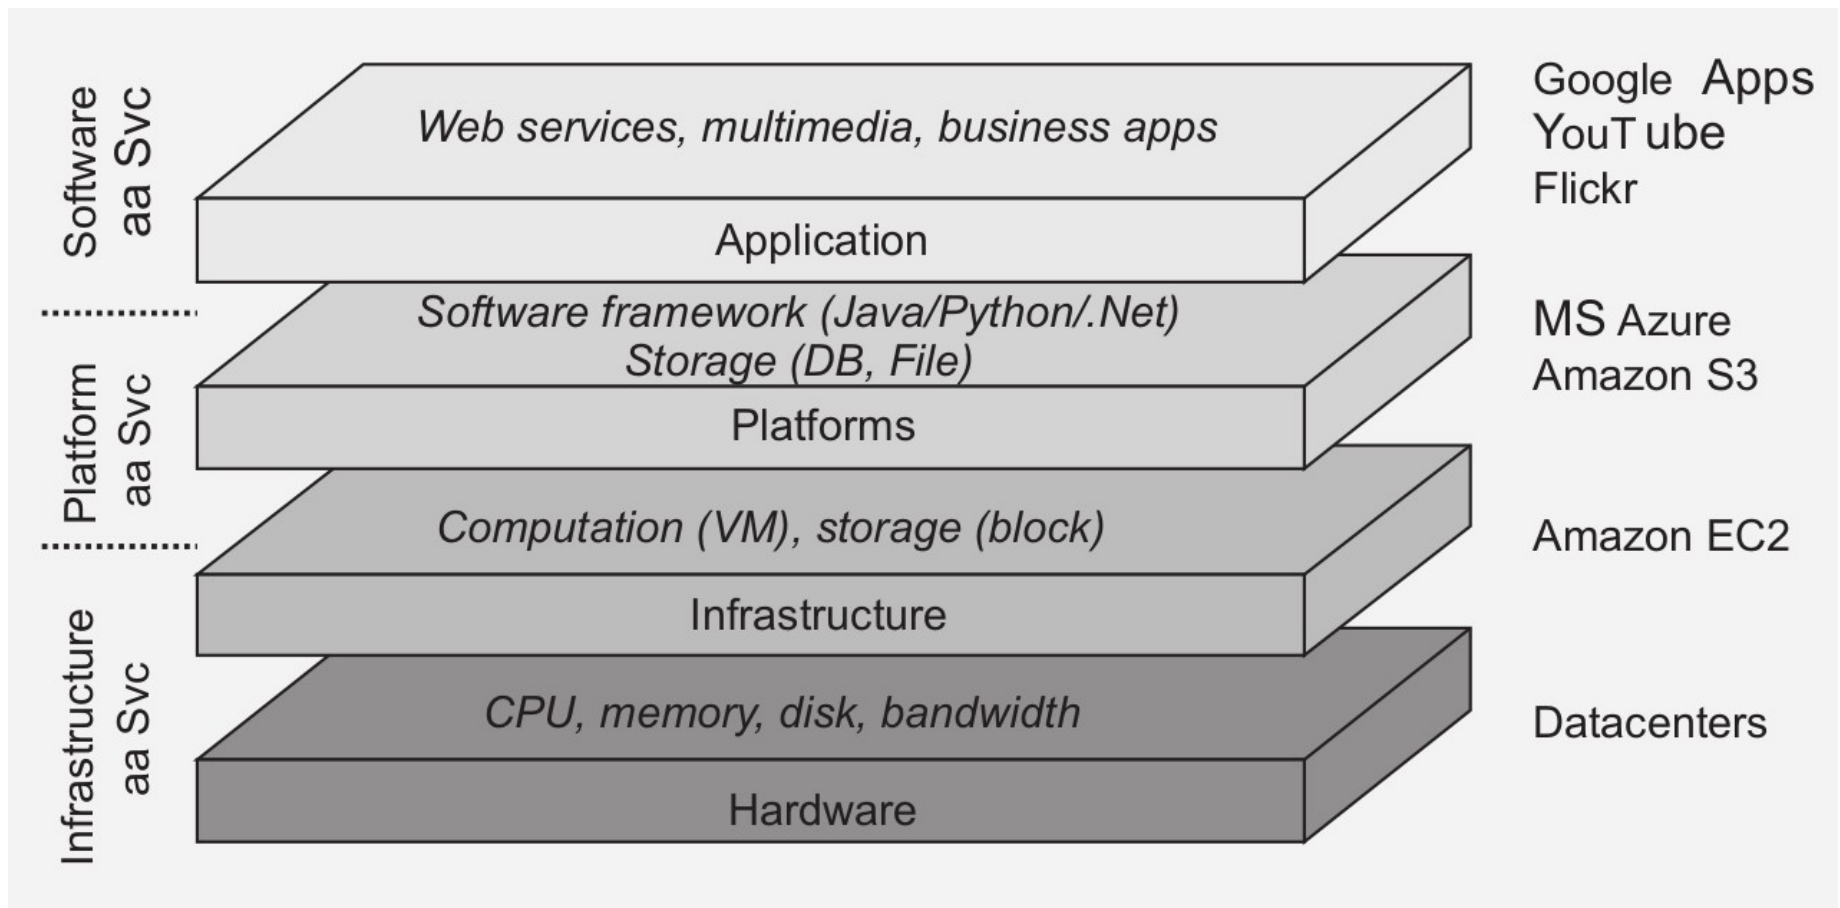 Software
aa Svc
Web services, multimedia, business apps
Application
Google Apps
YouTube
Flickr
Platform
aa Svc
Software framework (Java/Python/.Net)
Storage (DB, File)
Platforms
MS Azure
Amazon S3
Infrastructure
aa Svc
Computation (VM), storage (block)
Infrastructure
Amazon EC2
CPU, memory, disk, bandwidth
Hardware
Datacenters